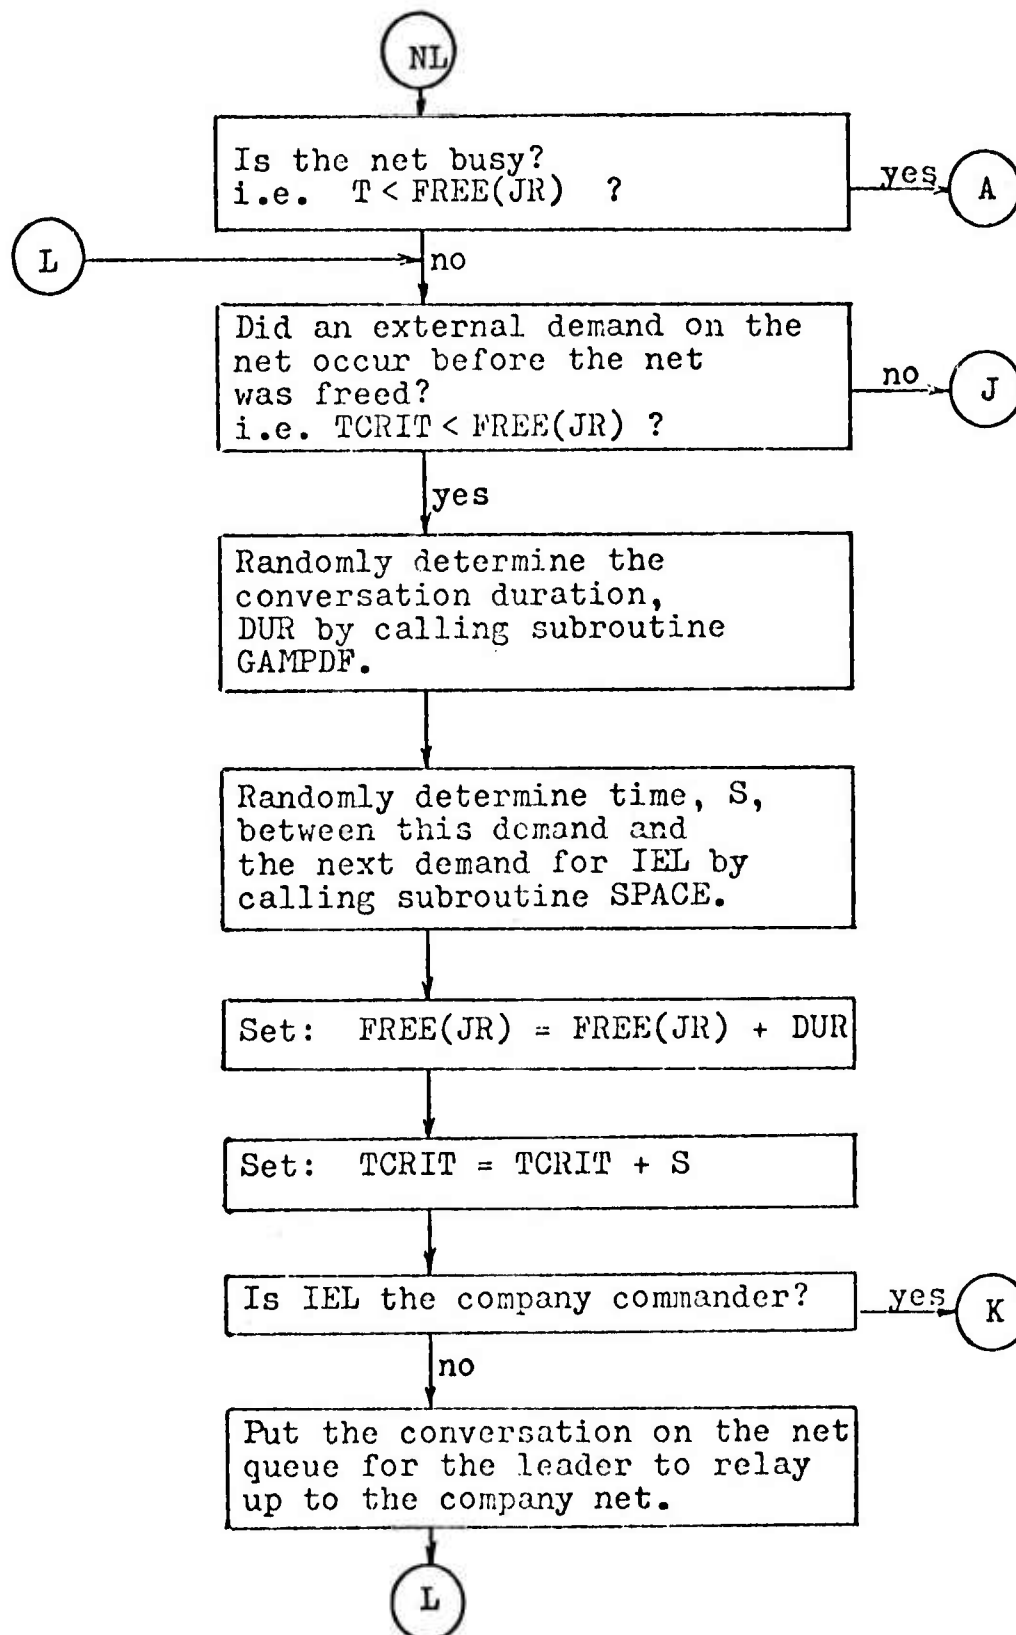 NL
Is the net busy?
i.e. T < FREE(JR) ?
yes
A
L
no
Did an external demand on the
net occur before the net
was freed?
i.e. TCRIT < FREE(JR) ?
no
J
yes
Randomly determine the
conversation duration,
DUR by calling subroutine
GAMPDF.
Randomly determine time, S,
between this demand and
the next demand for IEL by
calling subroutine SPACE.
Set: FREE(JR) = FREE(JR) + DUR
Set: TCRIT = TCRIT + S
Is IEL the company commander?
yes
K
no
Put the conversation on the net
queue for the leader to relay
up to the company net.
L